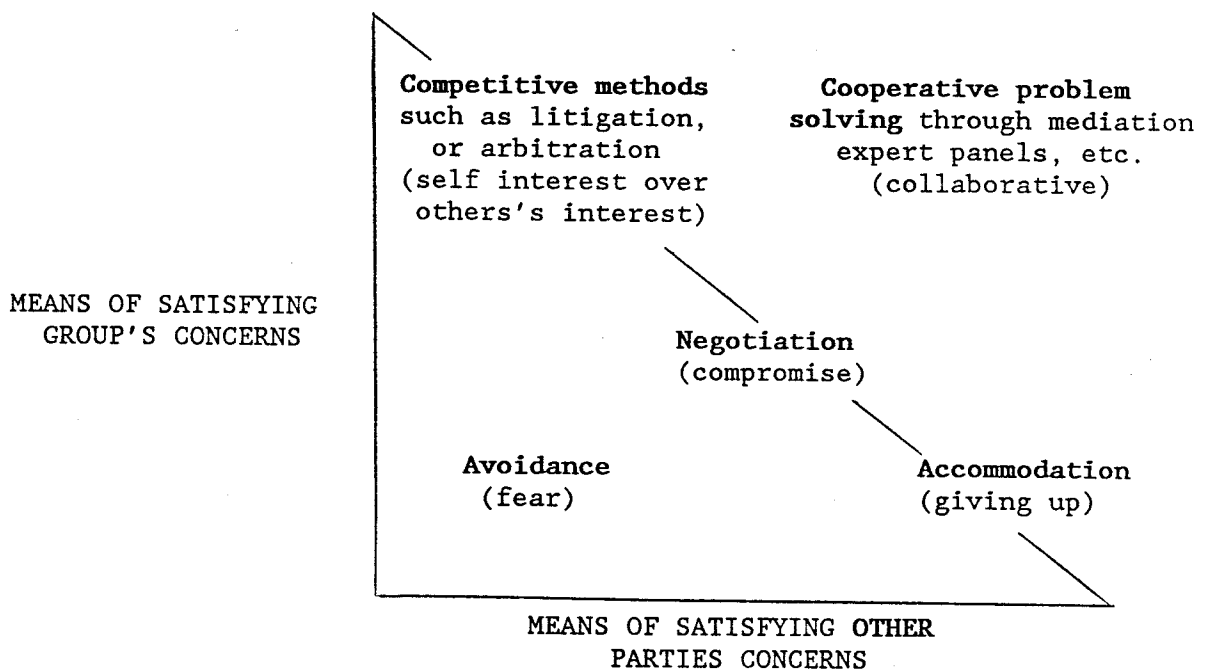 Competitive methods
such as litigation,
or arbitration
(self interest over
others's interest)
Cooperative problem
solving through mediation
expert panels, etc.
(collaborative)
MEANS OF SATISFYING
GROUP'S CONCERNS
Negotiation
(compromise)
Avoidance
(fear)
Accommodation
(giving up)
MEANS OF SATISFYING OTHER
PARTIES CONCERNS